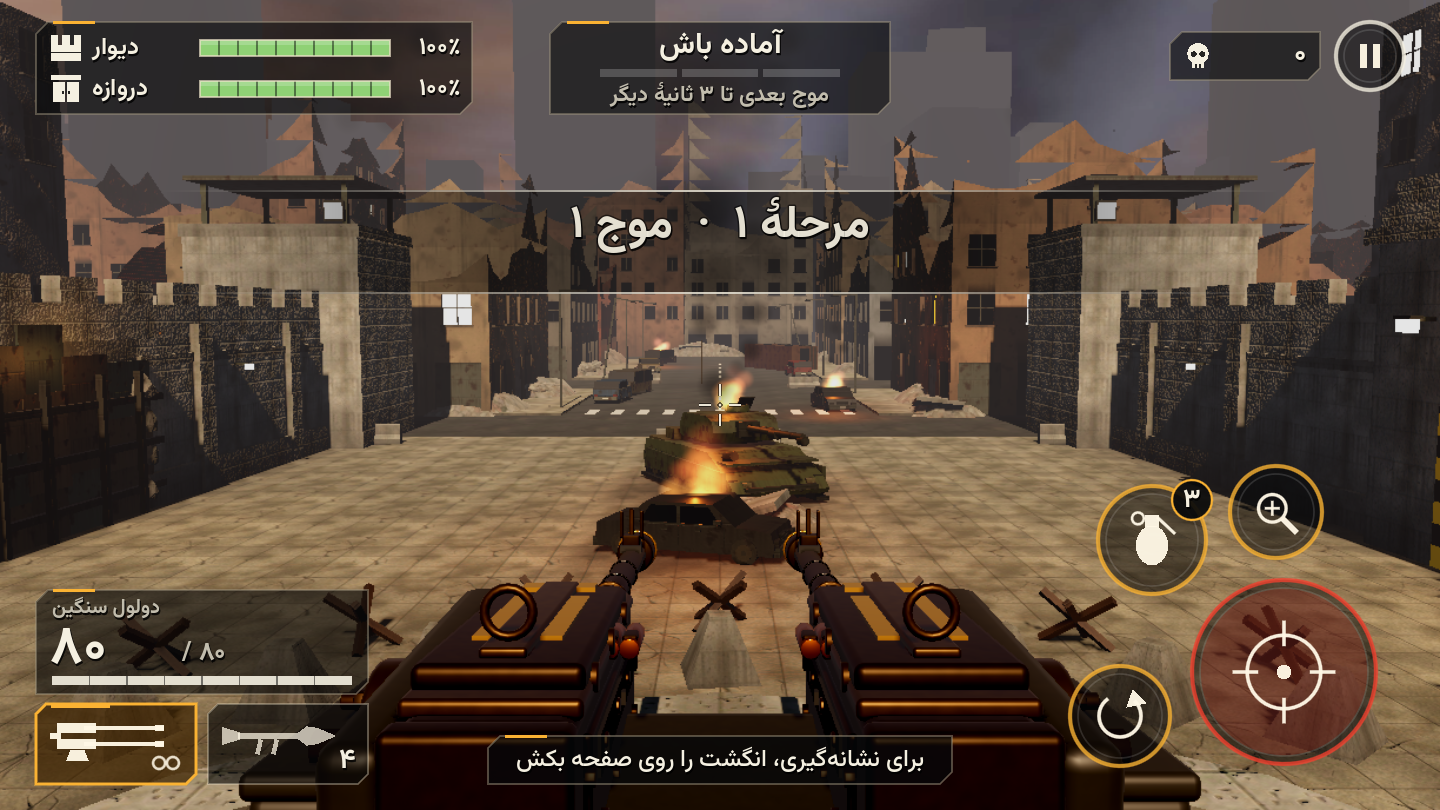 دیوار ۱۰۰٪
دروازه ۱۰۰٪
آماده باش
موج بعدی تا ۳ ثانیهٔ دیگر
۰
مرحلهٔ ۱ · موج ۱
۳
دولول سنگین
۸۰ / ۸۰
∞
۴
برای نشانه‌گیری، انگشت را روی صفحه بکش